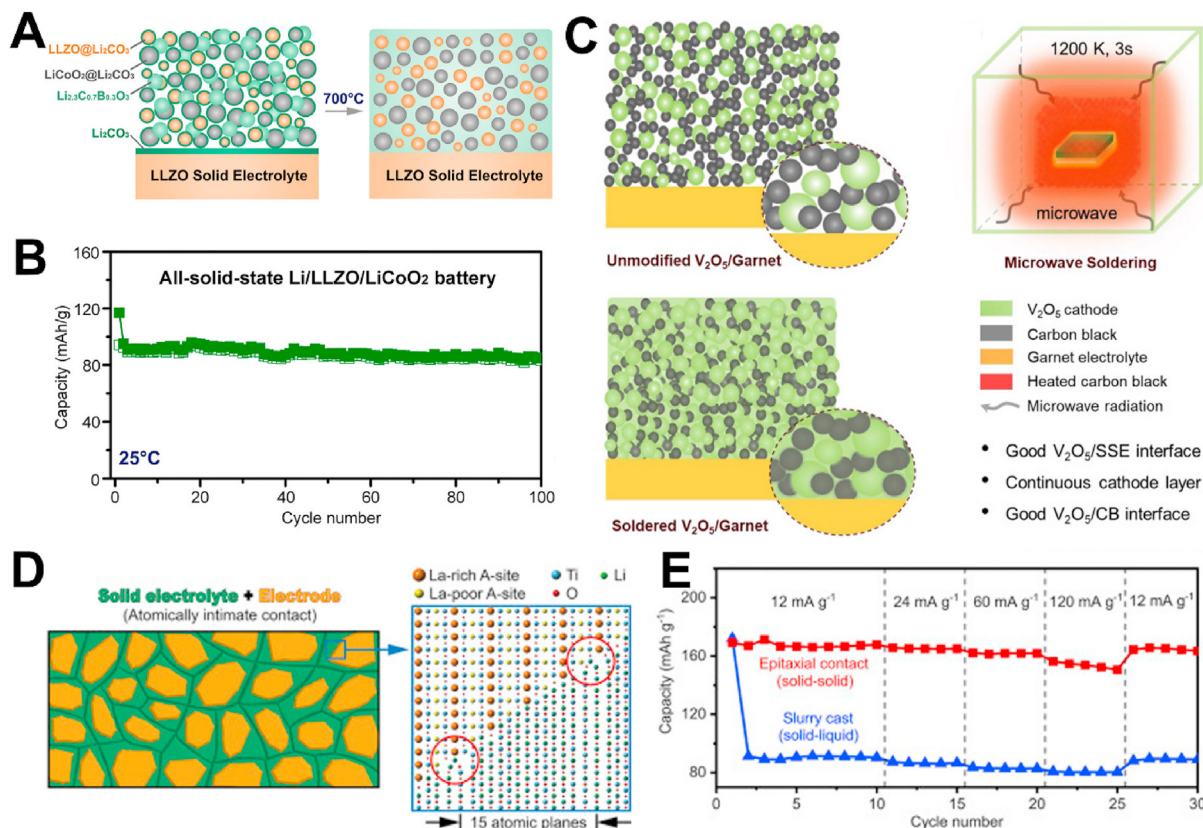 A
LLZO@Li₂CO₃
LiCoO₂@Li₂CO₃
Li₂.₃C₀.₇B₀.₃O₃
Li₂CO₃
700°C
LLZO Solid Electrolyte
LLZO Solid Electrolyte
B
All-solid-state Li/LLZO/LiCoO₂ battery
Capacity (mAh/g)
160
120
80
40
0
25°C
0 20 40 60 80 100
Cycle number
C
Unmodified V₂O₅/Garnet
Soldered V₂O₅/Garnet
1200 K, 3s
microwave
Microwave Soldering
V₂O₅ cathode
Carbon black
Garnet electrolyte
Heated carbon black
Microwave radiation
• Good V₂O₅/SSE interface
• Continuous cathode layer
• Good V₂O₅/CB interface
D
Solid electrolyte + Electrode
(Atomically intimate contact)
La-rich A-site Ti Li
La-poor A-site O
15 atomic planes
E
Capacity (mAh g⁻¹)
200
160
120
80
12 mA g⁻¹ 24 mA g⁻¹ 60 mA g⁻¹ 120 mA g⁻¹ 12 mA g⁻¹
Epitaxial contact
(solid-solid)
Slurry cast
(solid-liquid)
0 5 10 15 20 25 30
Cycle number